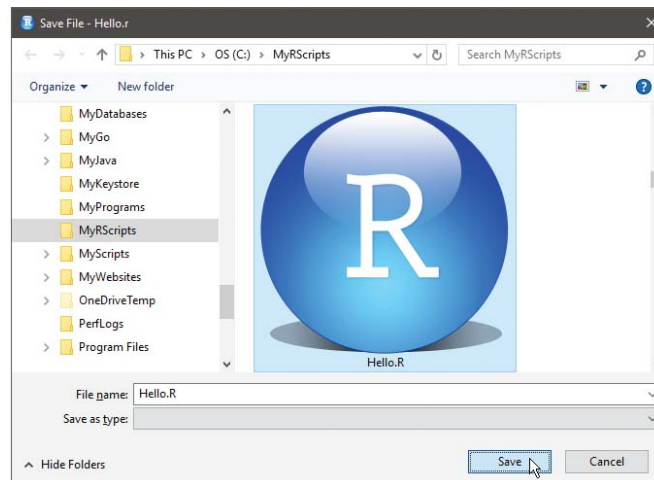 Save File - Hello.r
This PC > OS (C:) > MyRScripts
Search MyRScripts
Organize
New folder
MyDatabases
MyGo
MyJava
MyKeystore
MyPrograms
MyRScripts
MyScripts
MyWebsites
OneDriveTemp
PerfLogs
Program Files
R
Hello.R
File name: Hello.R
Save as type:
Hide Folders
Save
Cancel